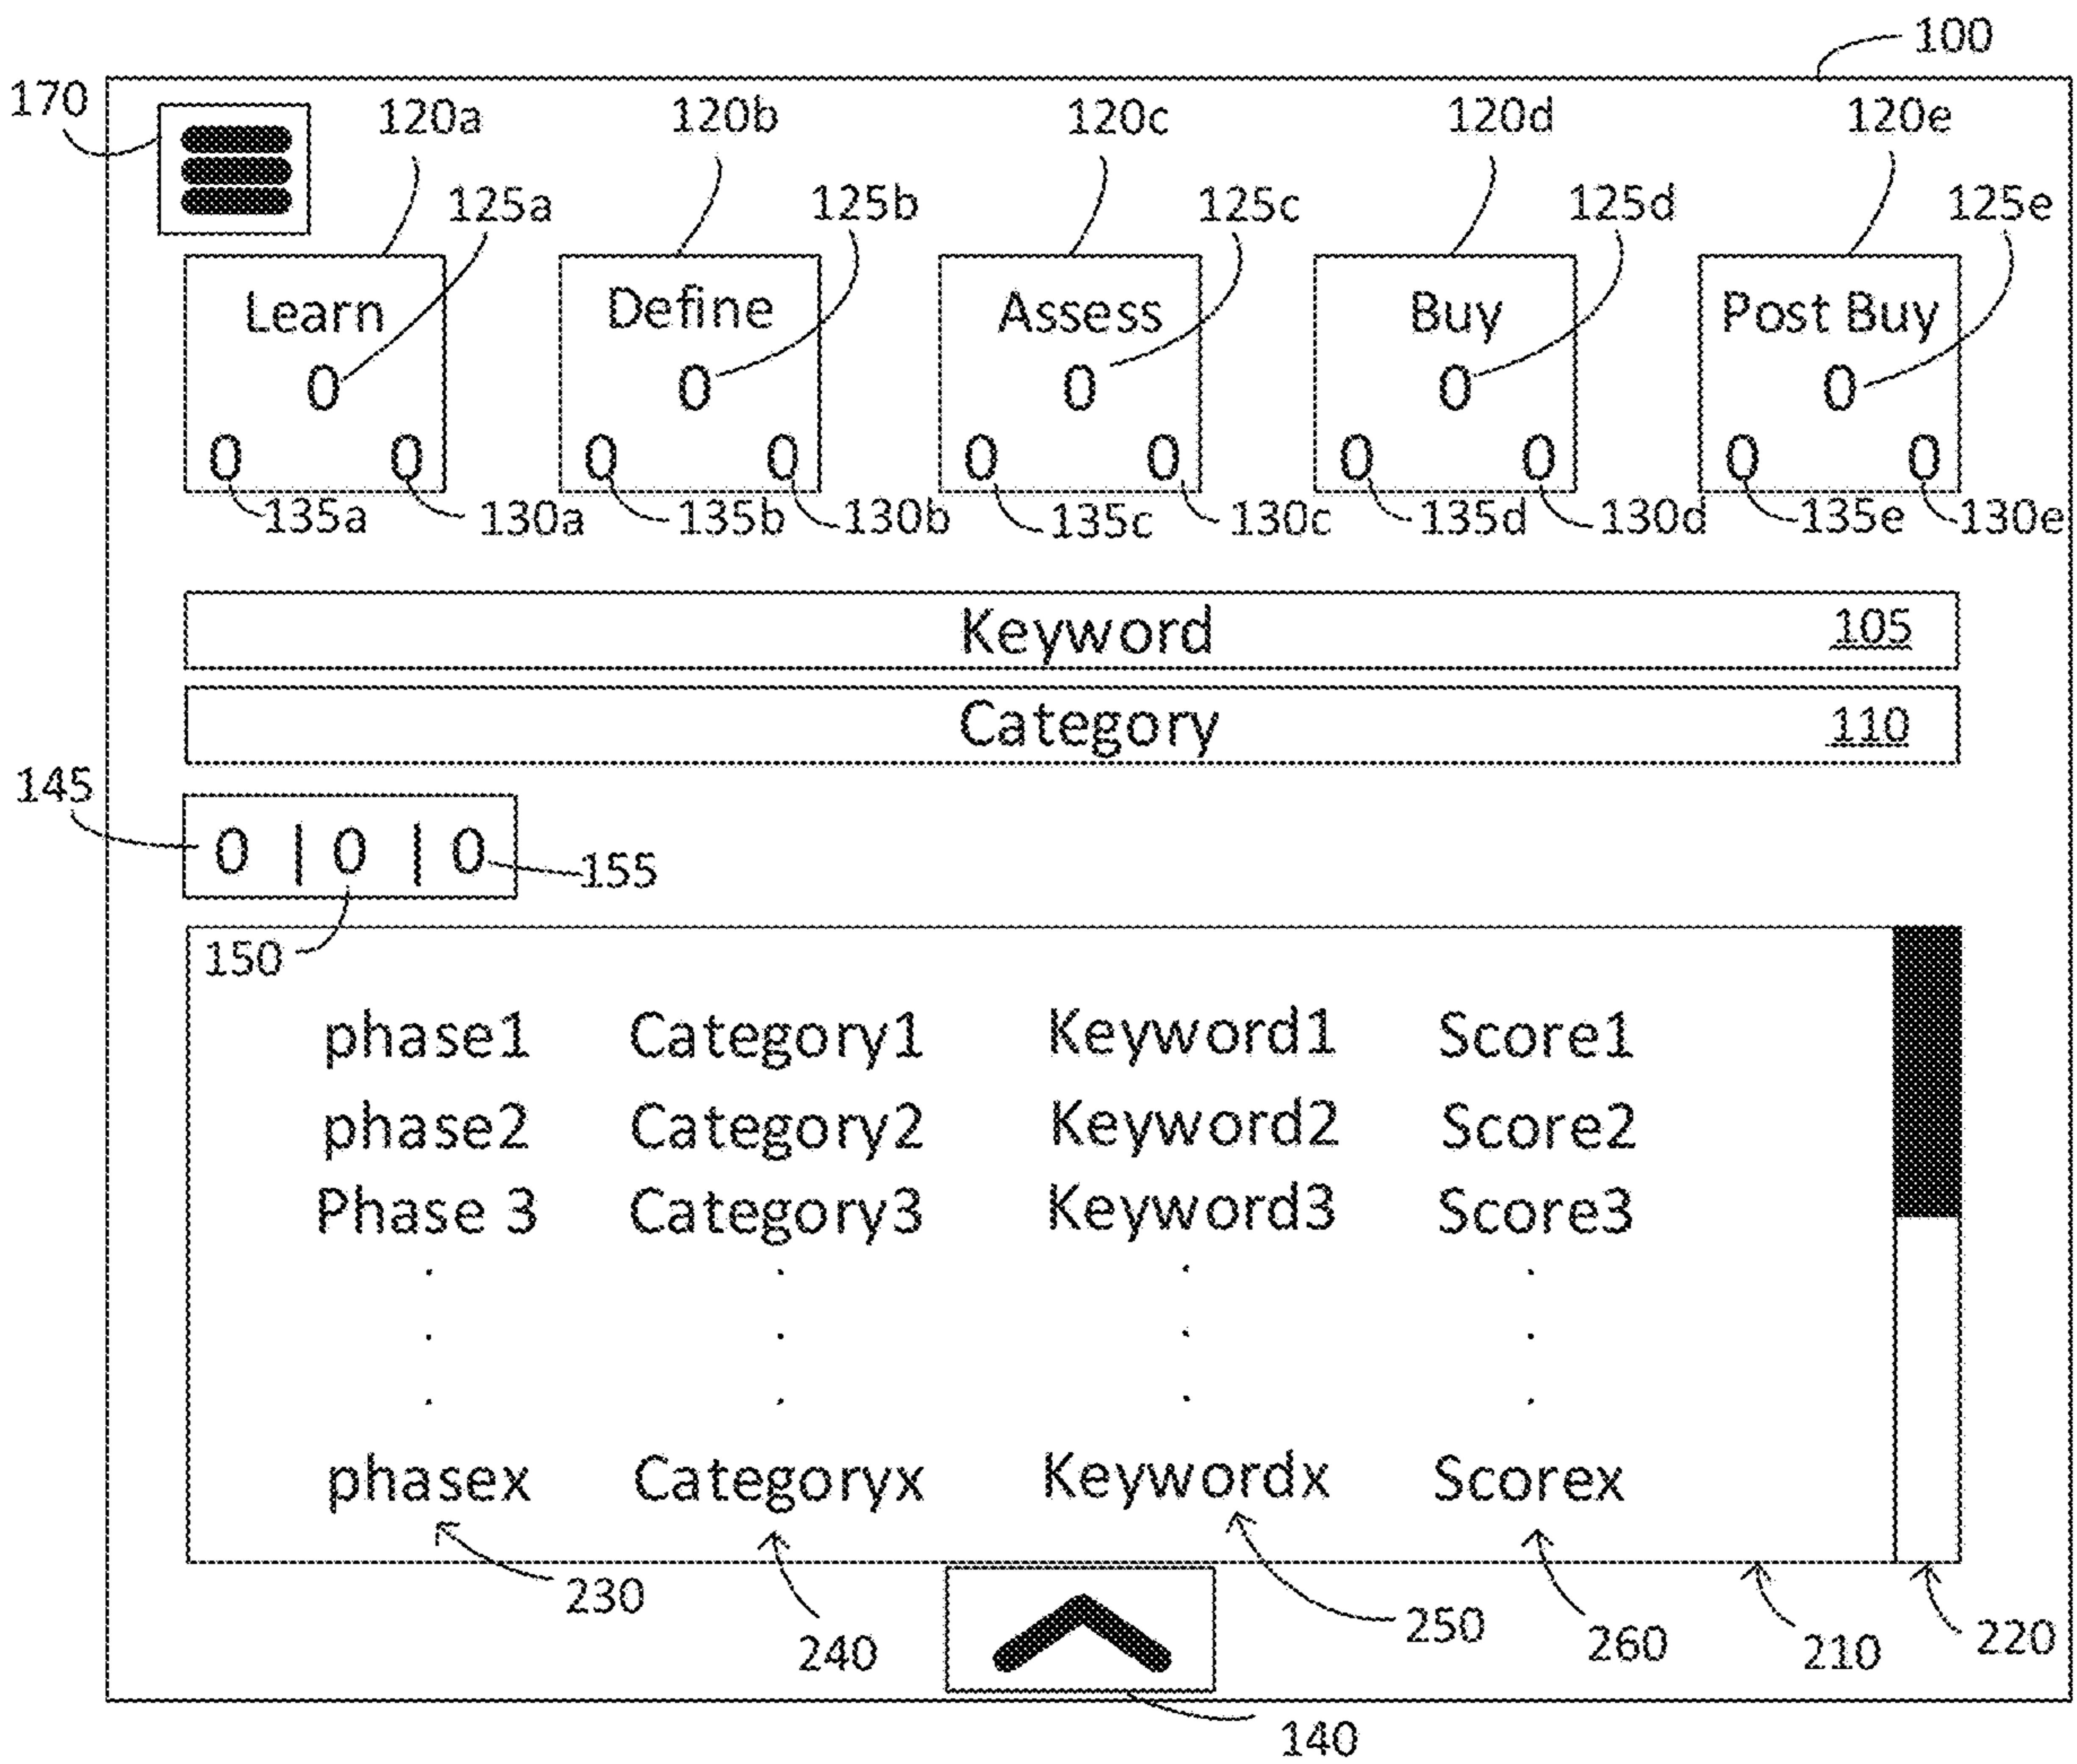 100
170 120a 120b 120c 120d 120e
125a 125b 125c 125d 125e
Learn Define Assess Buy Post Buy
0 0 0 0 0
0 0 0 0 0 0 0 0 0 0
135a 130a 135b 130b 135c 130c 135d 130d 135e 130e
Keyword 105
Category 110
145
0 | 0 | 0 155
150
phase1 Category1 Keyword1 Score1
phase2 Category2 Keyword2 Score2
Phase 3 Category3 Keyword3 Score3
. . . .
. . . .
. . . .
phasex Categoryx Keywordx Scorex
230 240 250 260 210 220
140